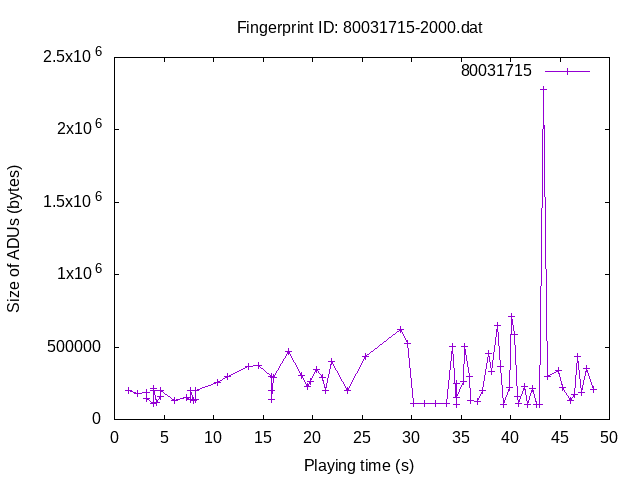 Fingerprint ID: 80031715-2000.dat
80031715
2.5x10^6
2x10^6
1.5x10^6
1x10^6
500000
0
Size of ADUs (bytes)
0 5 10 15 20 25 30 35 40 45 50
Playing time (s)